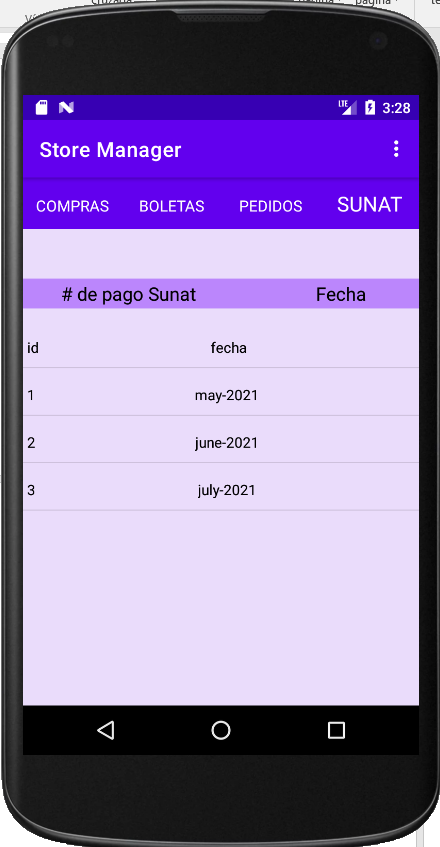 LTE 3:28
Store Manager
COMPRAS BOLETAS PEDIDOS SUNAT
# de pago Sunat Fecha
id fecha
1 may-2021
2 june-2021
3 july-2021